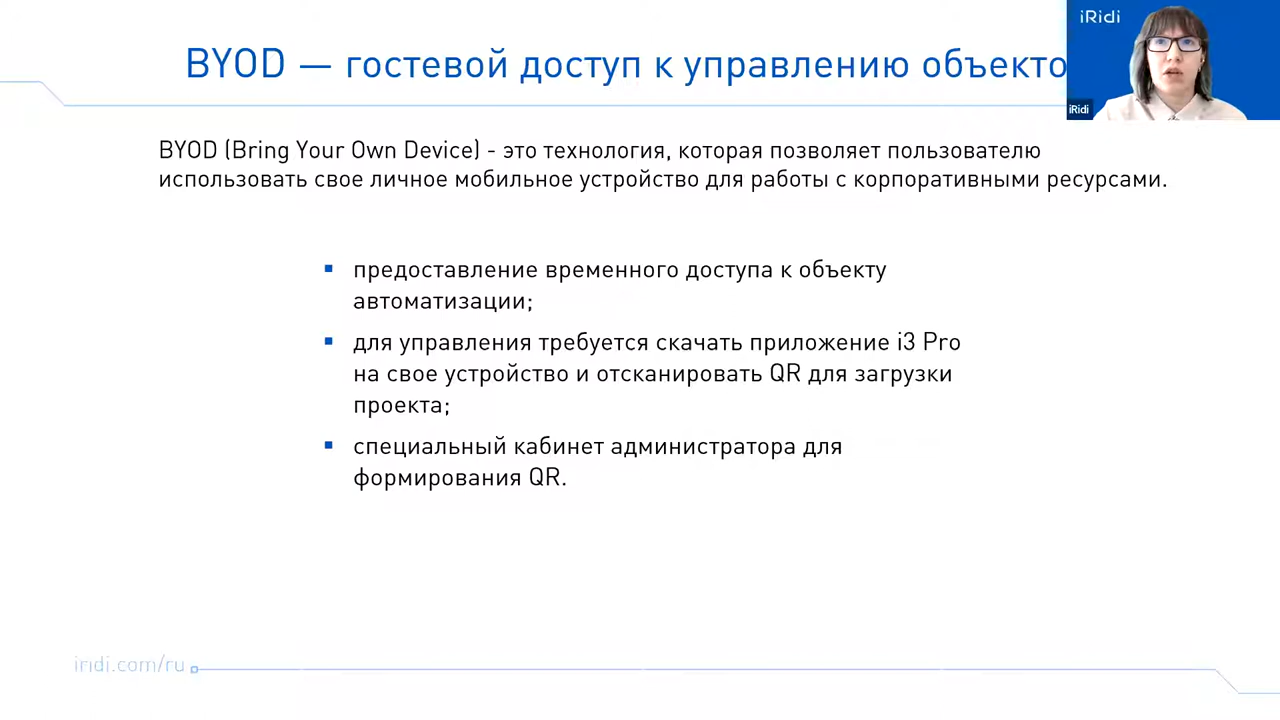 BYOD — гостевой доступ к управлению объекто
iRidi
iRidi
BYOD (Bring Your Own Device) - это технология, которая позволяет пользователю
использовать свое личное мобильное устройство для работы с корпоративными ресурсами.
▪ предоставление временного доступа к объекту
автоматизации;
▪ для управления требуется скачать приложение i3 Pro
на свое устройство и отсканировать QR для загрузки
проекта;
▪ специальный кабинет администратора для
формирования QR.
iridi.com/ru